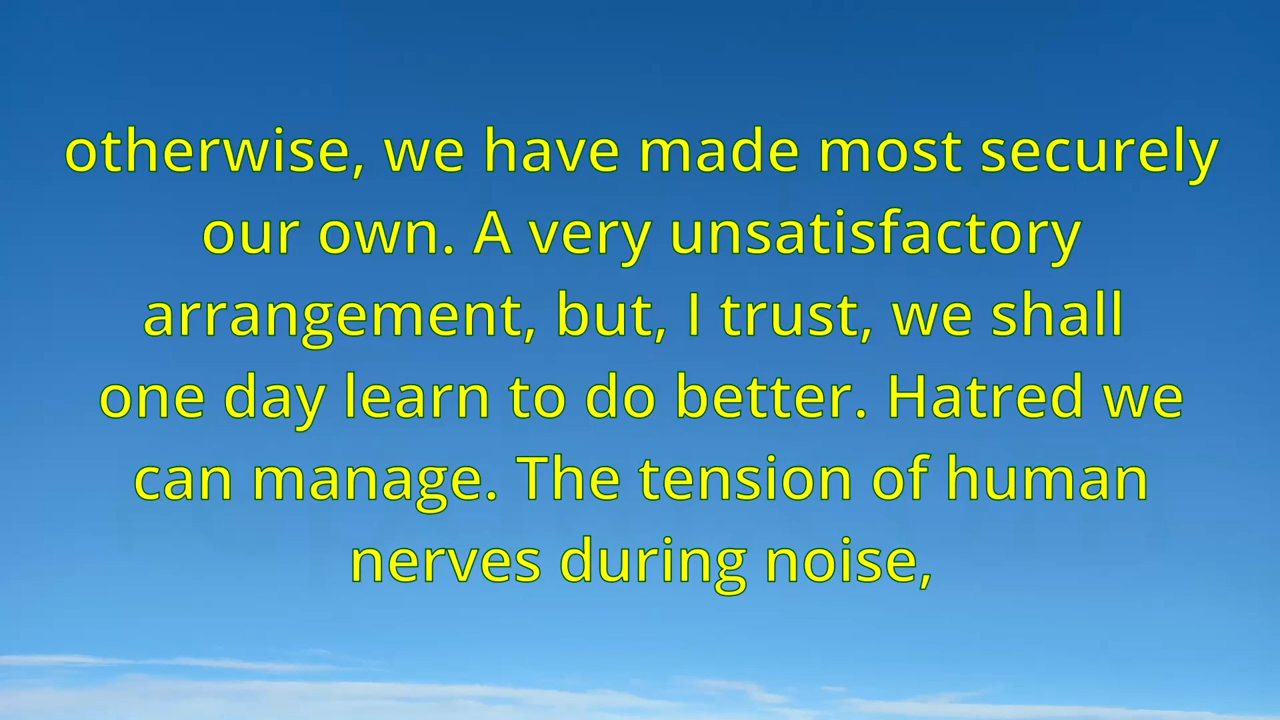 otherwise, we have made most securely
our own. A very unsatisfactory
arrangement, but, I trust, we shall
one day learn to do better. Hatred we
can manage. The tension of human
nerves during noise,